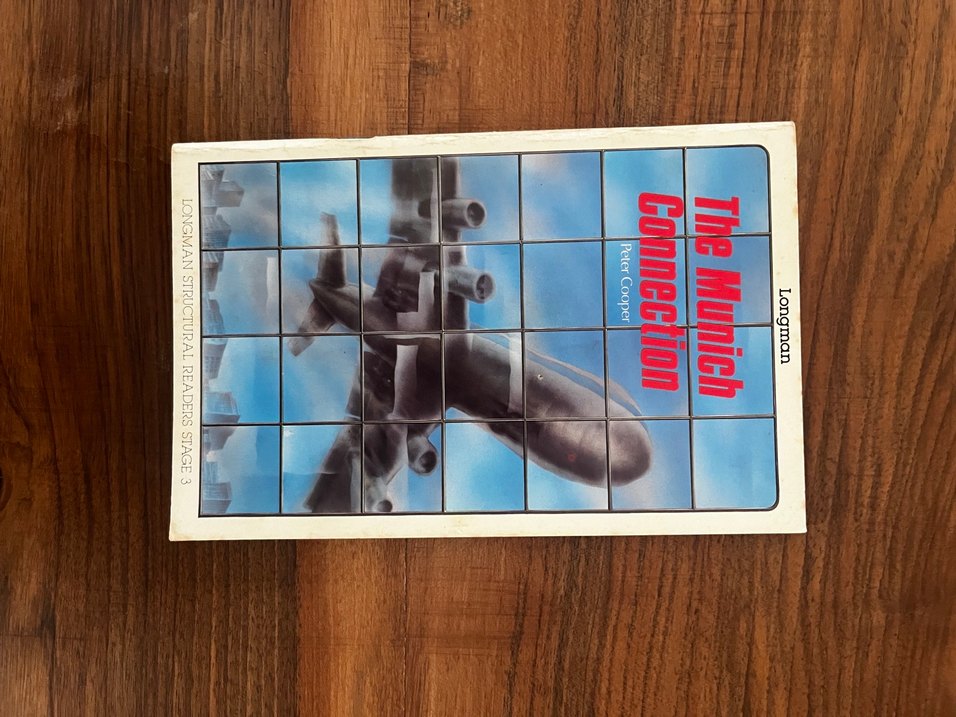 Longman
The Munich
Connection
Peter Cooper
LONGMAN STRUCTURAL READERS STAGE 3